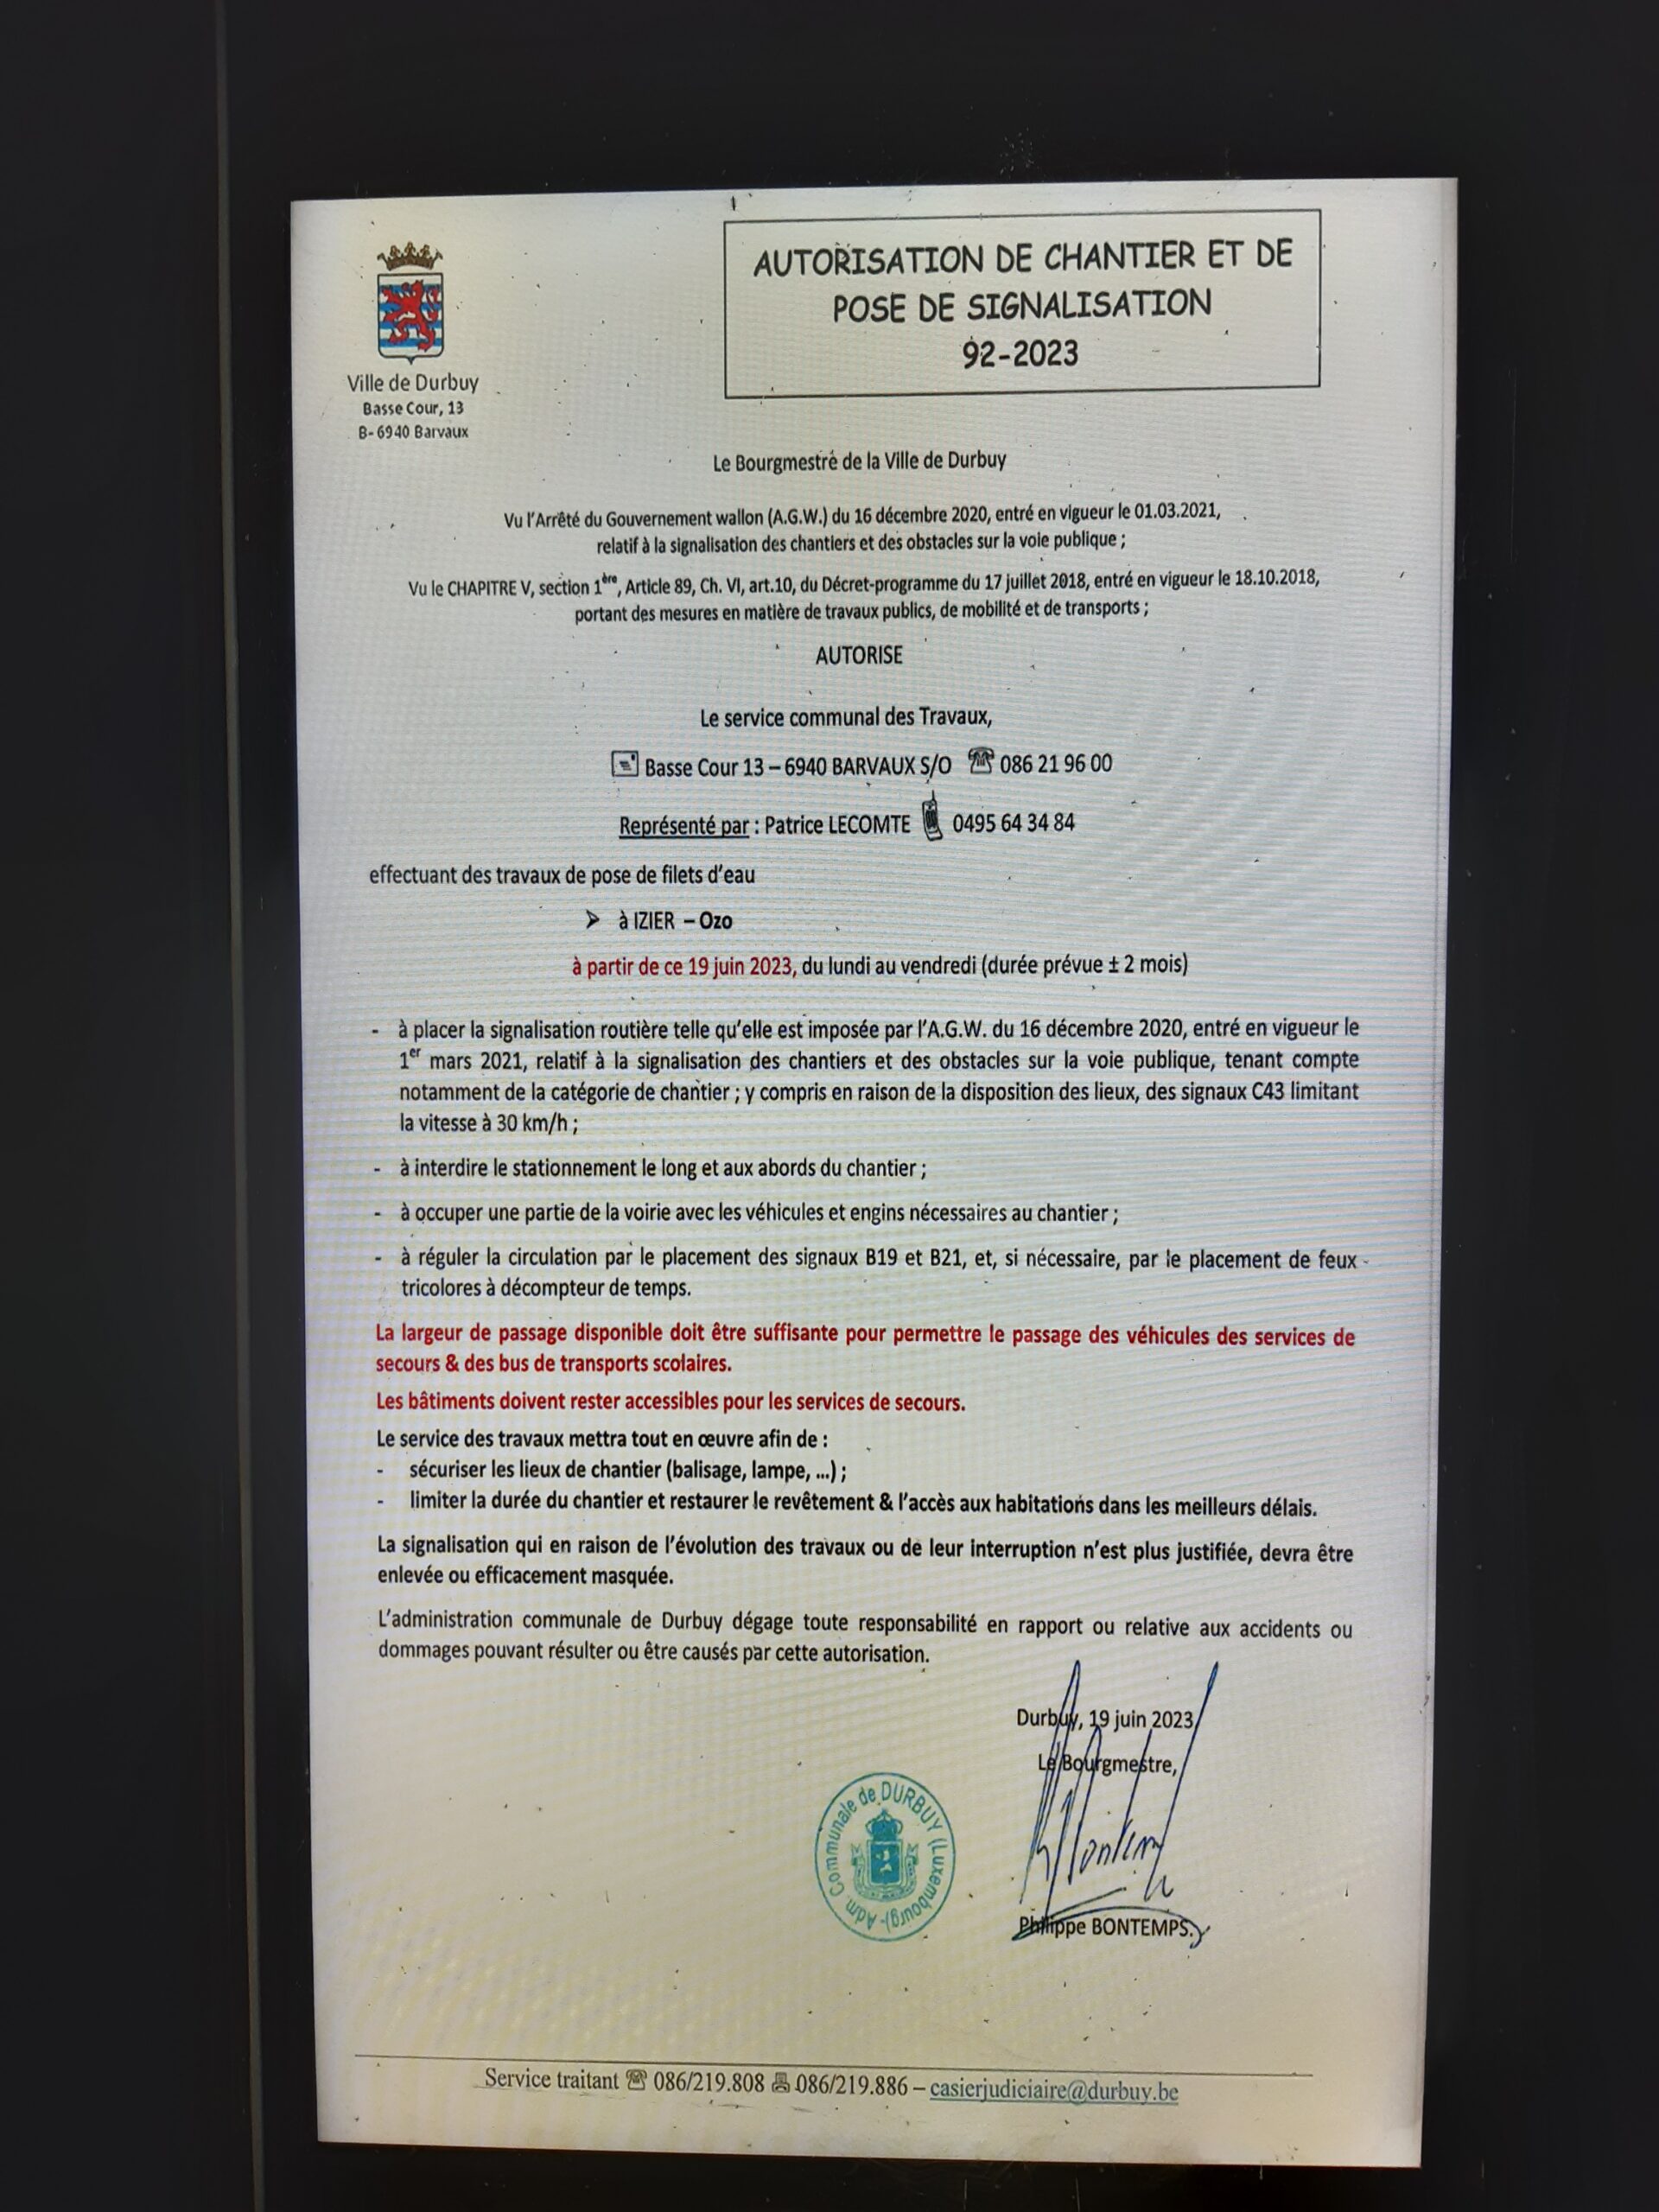 AUTORISATION DE CHANTIER ET DE
POSE DE SIGNALISATION
92-2023
Ville de Durbuy
Basse Cour, 13
B-6940 Barvaux
Le Bourgmestre de la Ville de Durbuy
Vu l'Arrêté du Gouvernement wallon (A.G.W.) du 16 décembre 2020, entré en vigueur le 01.03.2021,
relatif à la signalisation des chantiers et des obstacles sur la voie publique ;
Vu le CHAPITRE V, section 1ère, Article 89, Ch. VI, art.10, du Décret-programme du 17 juillet 2018, entré en vigueur le 18.10.2018,
portant des mesures en matière de travaux publics, de mobilité et de transports ;
AUTORISE
Le service communal des Travaux,
Basse Cour 13 – 6940 BARVAUX S/O 086 21 96 00
Représenté par : Patrice LECOMTE 0495 64 34 84
effectuant des travaux de pose de filets d'eau
➢ à IZIER – Ozo
à partir de ce 19 juin 2023, du lundi au vendredi (durée prévue ± 2 mois)
- à placer la signalisation routière telle qu'elle est imposée par l'A.G.W. du 16 décembre 2020, entré en vigueur le
1er mars 2021, relatif à la signalisation des chantiers et des obstacles sur la voie publique, tenant compte
notamment de la catégorie de chantier ; y compris en raison de la disposition des lieux, des signaux C43 limitant
la vitesse à 30 km/h ;
- à interdire le stationnement le long et aux abords du chantier ;
- à occuper une partie de la voirie avec les véhicules et engins nécessaires au chantier ;
- à réguler la circulation par le placement des signaux B19 et B21, et, si nécessaire, par le placement de feux
tricolores à décompteur de temps.
La largeur de passage disponible doit être suffisante pour permettre le passage des véhicules des services de
secours & des bus de transports scolaires.
Les bâtiments doivent rester accessibles pour les services de secours.
Le service des travaux mettra tout en œuvre afin de :
- sécuriser les lieux de chantier (balisage, lampe, ...) ;
- limiter la durée du chantier et restaurer le revêtement & l'accès aux habitations dans les meilleurs délais.
La signalisation qui en raison de l'évolution des travaux ou de leur interruption n'est plus justifiée, devra être
enlevée ou efficacement masquée.
L'administration communale de Durbuy dégage toute responsabilité en rapport ou relative aux accidents ou
dommages pouvant résulter ou être causés par cette autorisation.
Durbuy, 19 juin 2023
Le Bourgmestre,
Adm. Communale de DURBUY (Luxembourg)-
Philippe BONTEMPS.
Service traitant 086/219.808 086/219.886 – casierjudiciaire@durbuy.be